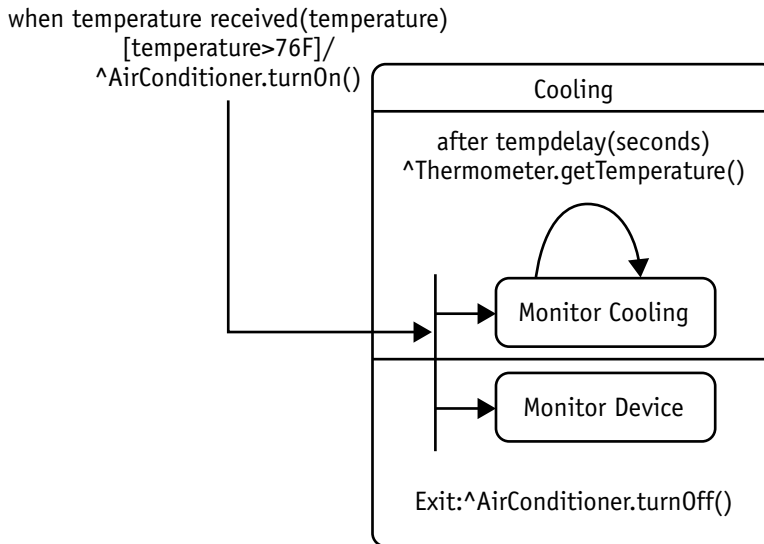 when temperature received(temperature)
[temperature>76F]/
^AirConditioner.turnOn()
Cooling
after tempdelay(seconds)
^Thermometer.getTemperature()
Monitor Cooling
Monitor Device
Exit:^AirConditioner.turnOff()